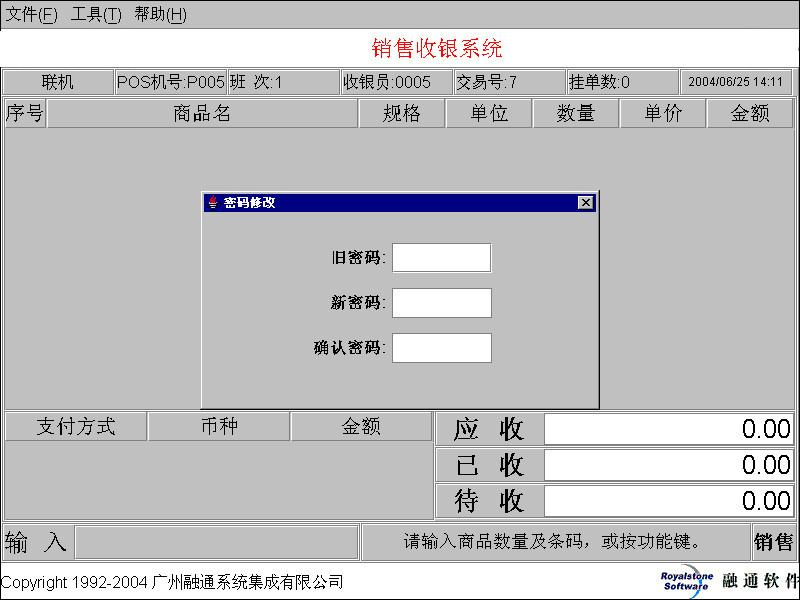 文件(F) 工具(T) 帮助(H)
销售收银系统
联机 POS机号:P005 班 次:1 收银员:0005 交易号:7 挂单数:0 2004/06/25 14:11
序号 商品名 规格 单位 数量 单价 金额
密码修改
旧密码:
新密码:
确认密码:
支付方式 币种 金额
应 收 0.00
已 收 0.00
待 收 0.00
输 入 请输入商品数量及条码，或按功能键。 销售
Copyright 1992-2004 广州融通系统集成有限公司
Royalstone Software 融通软件